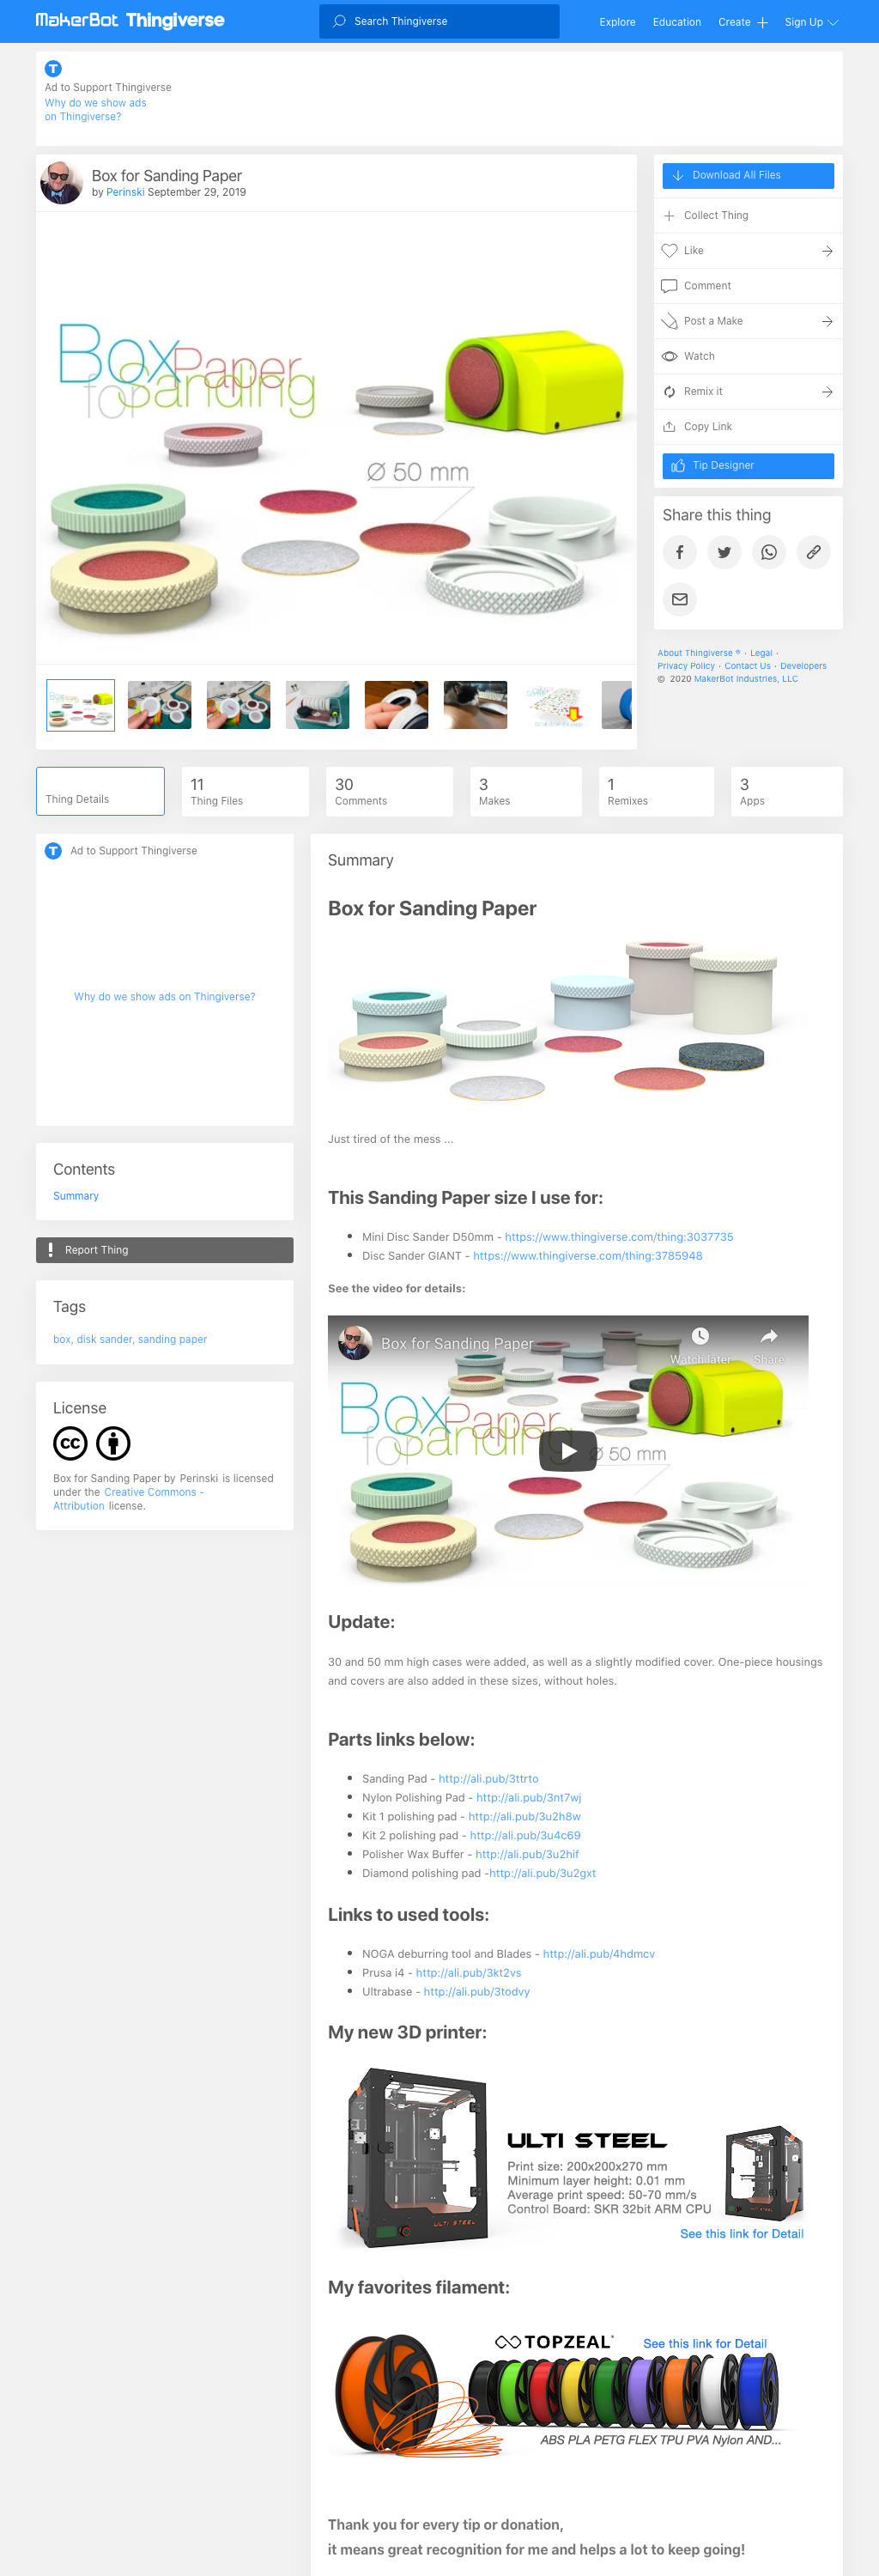 MakerBot Thingiverse
Search Thingiverse
Explore
Education
Create
Sign Up
Ad to Support Thingiverse
Why do we show ads
on Thingiverse?
Box for Sanding Paper
by Perinski September 29, 2019
Box Paper
for Sanding
Ø 50 mm
Download All Files
Collect Thing
Like
Comment
Post a Make
Watch
Remix it
Copy Link
Tip Designer
Share this thing
About Thingiverse ® · Legal ·
Privacy Policy · Contact Us · Developers
© 2020 MakerBot Industries, LLC
Thing Details
11
Thing Files
30
Comments
3
Makes
1
Remixes
3
Apps
Ad to Support Thingiverse
Why do we show ads on Thingiverse?
Contents
Summary
Report Thing
Tags
box, disk sander, sanding paper
License
cc
Box for Sanding Paper by Perinski is licensed
under the Creative Commons -
Attribution license.
Summary
Box for Sanding Paper
Just tired of the mess ...
This Sanding Paper size I use for:
Mini Disc Sander D50mm - https://www.thingiverse.com/thing:3037735
Disc Sander GIANT - https://www.thingiverse.com/thing:3785948
See the video for details:
Box for Sanding Paper
Watch later
Share
Box Paper
for Sanding
Ø 50 mm
Update:
30 and 50 mm high cases were added, as well as a slightly modified cover. One-piece housings
and covers are also added in these sizes, without holes.
Parts links below:
Sanding Pad - http://ali.pub/3ttrto
Nylon Polishing Pad - http://ali.pub/3nt7wj
Kit 1 polishing pad - http://ali.pub/3u2h8w
Kit 2 polishing pad - http://ali.pub/3u4c69
Polisher Wax Buffer - http://ali.pub/3u2hif
Diamond polishing pad -http://ali.pub/3u2gxt
Links to used tools:
NOGA deburring tool and Blades - http://ali.pub/4hdmcv
Prusa i4 - http://ali.pub/3kt2vs
Ultrabase - http://ali.pub/3todvy
My new 3D printer:
ULTI STEEL
ULTI STEEL
Print size: 200x200x270 mm
Minimum layer height: 0.01 mm
Average print speed: 50-70 mm/s
Control Board: SKR 32bit ARM CPU
See this link for Detail
My favorites filament:
TOPZEAL
See this link for Detail
ABS PLA PETG FLEX TPU PVA Nylon AND...
Thank you for every tip or donation,
it means great recognition for me and helps a lot to keep going!